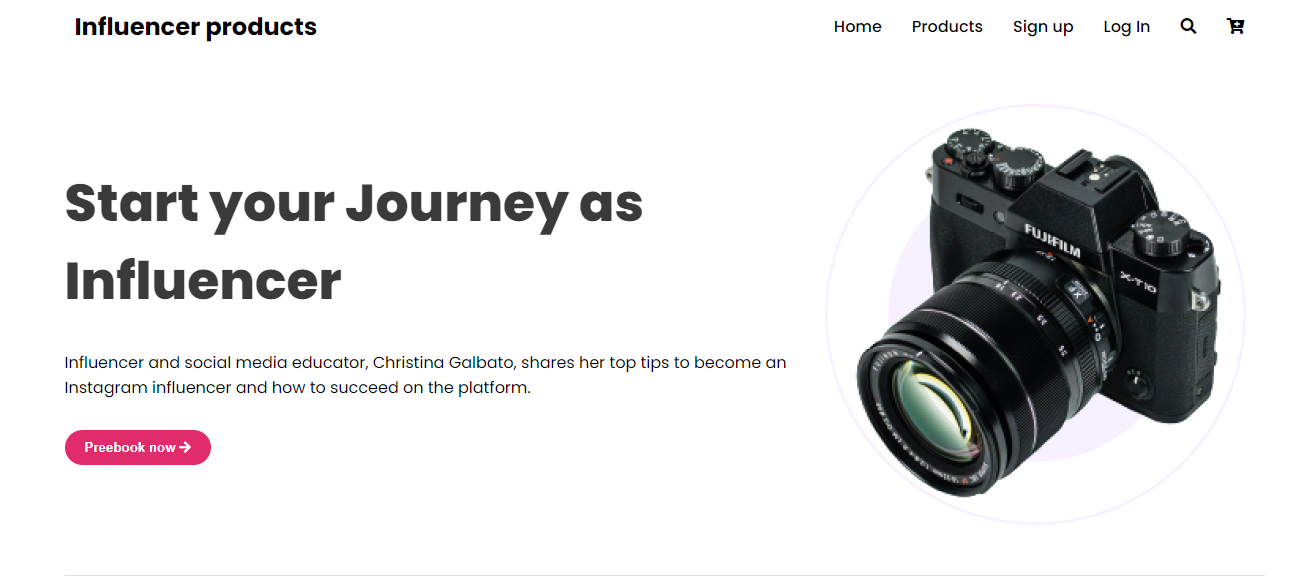 Influencer products
Home Products Sign up Log In
Start your Journey as
Influencer
Influencer and social media educator, Christina Galbato, shares her top tips to become an
Instagram influencer and how to succeed on the platform.
Preebook now
FUJIFILM
X-T10
XF